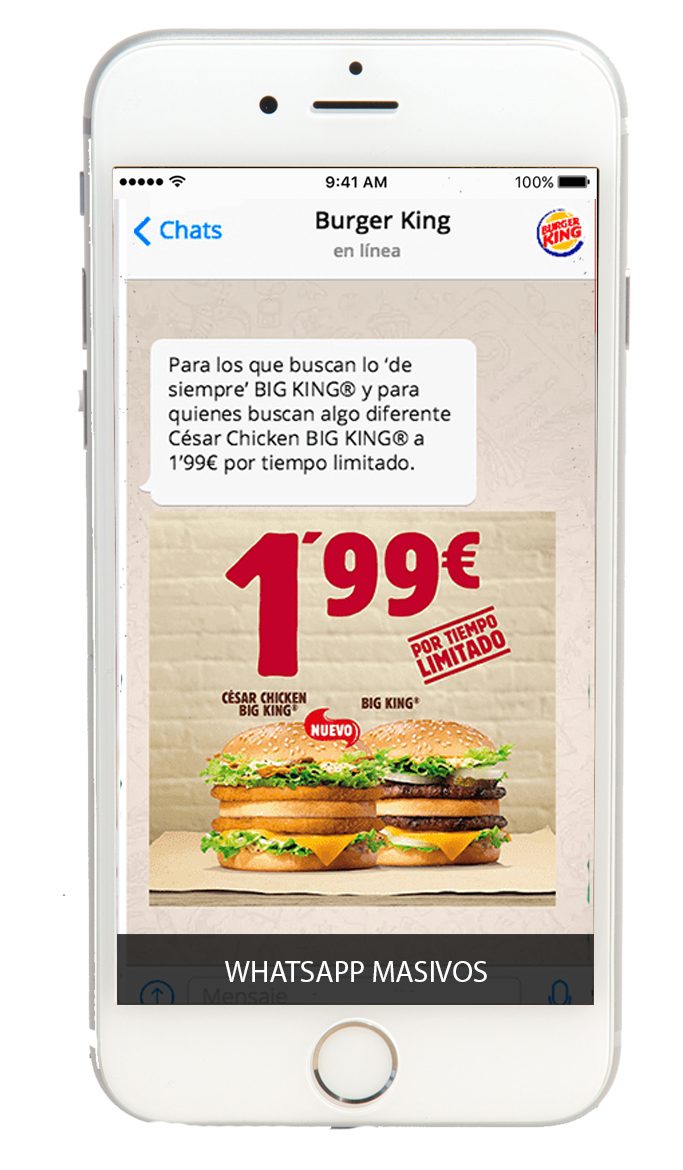 9:41 AM
100%
Chats
Burger King
en línea
BURGER
KING
Para los que buscan lo ‘de
siempre’ BIG KING® y para
quienes buscan algo diferente
César Chicken BIG KING® a
1’99€ por tiempo limitado.
1'99€
POR TIEMPO
LIMITADO
CÉSAR CHICKEN
BIG KING®
BIG KING®
NUEVO
WHATSAPP MASIVOS
Mensaje